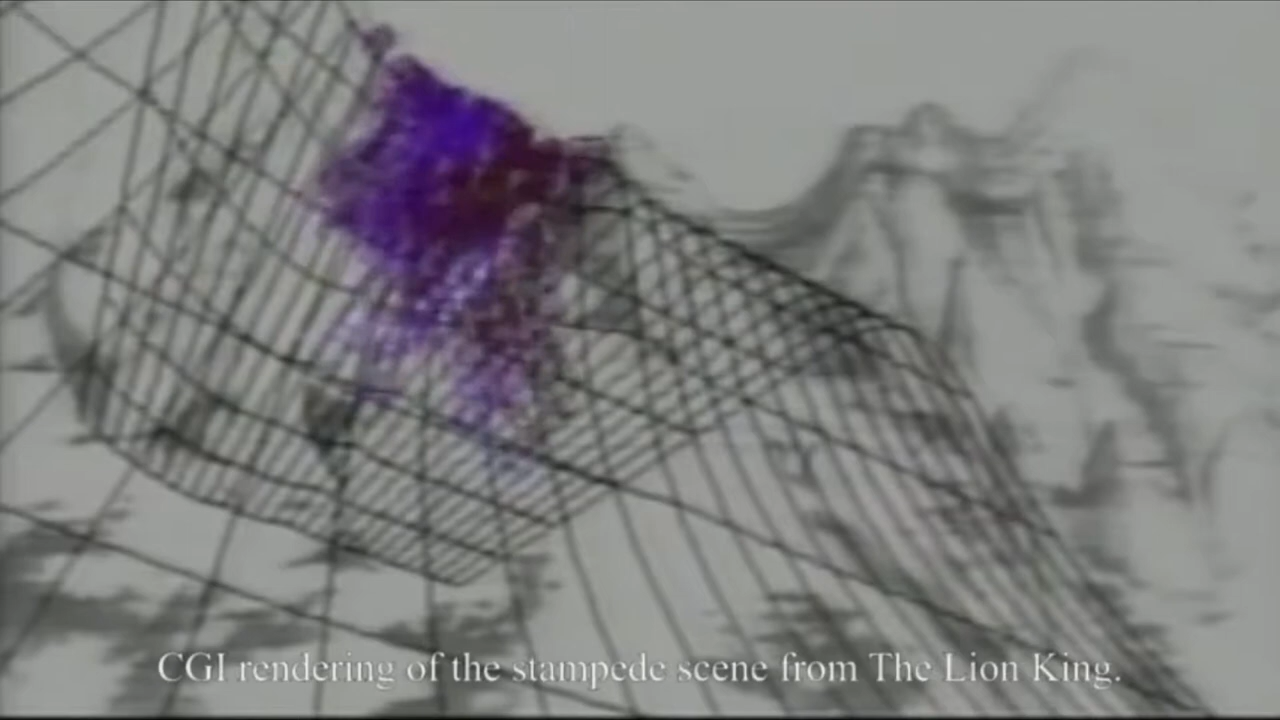 CGI rendering of the stampede scene from The Lion King.